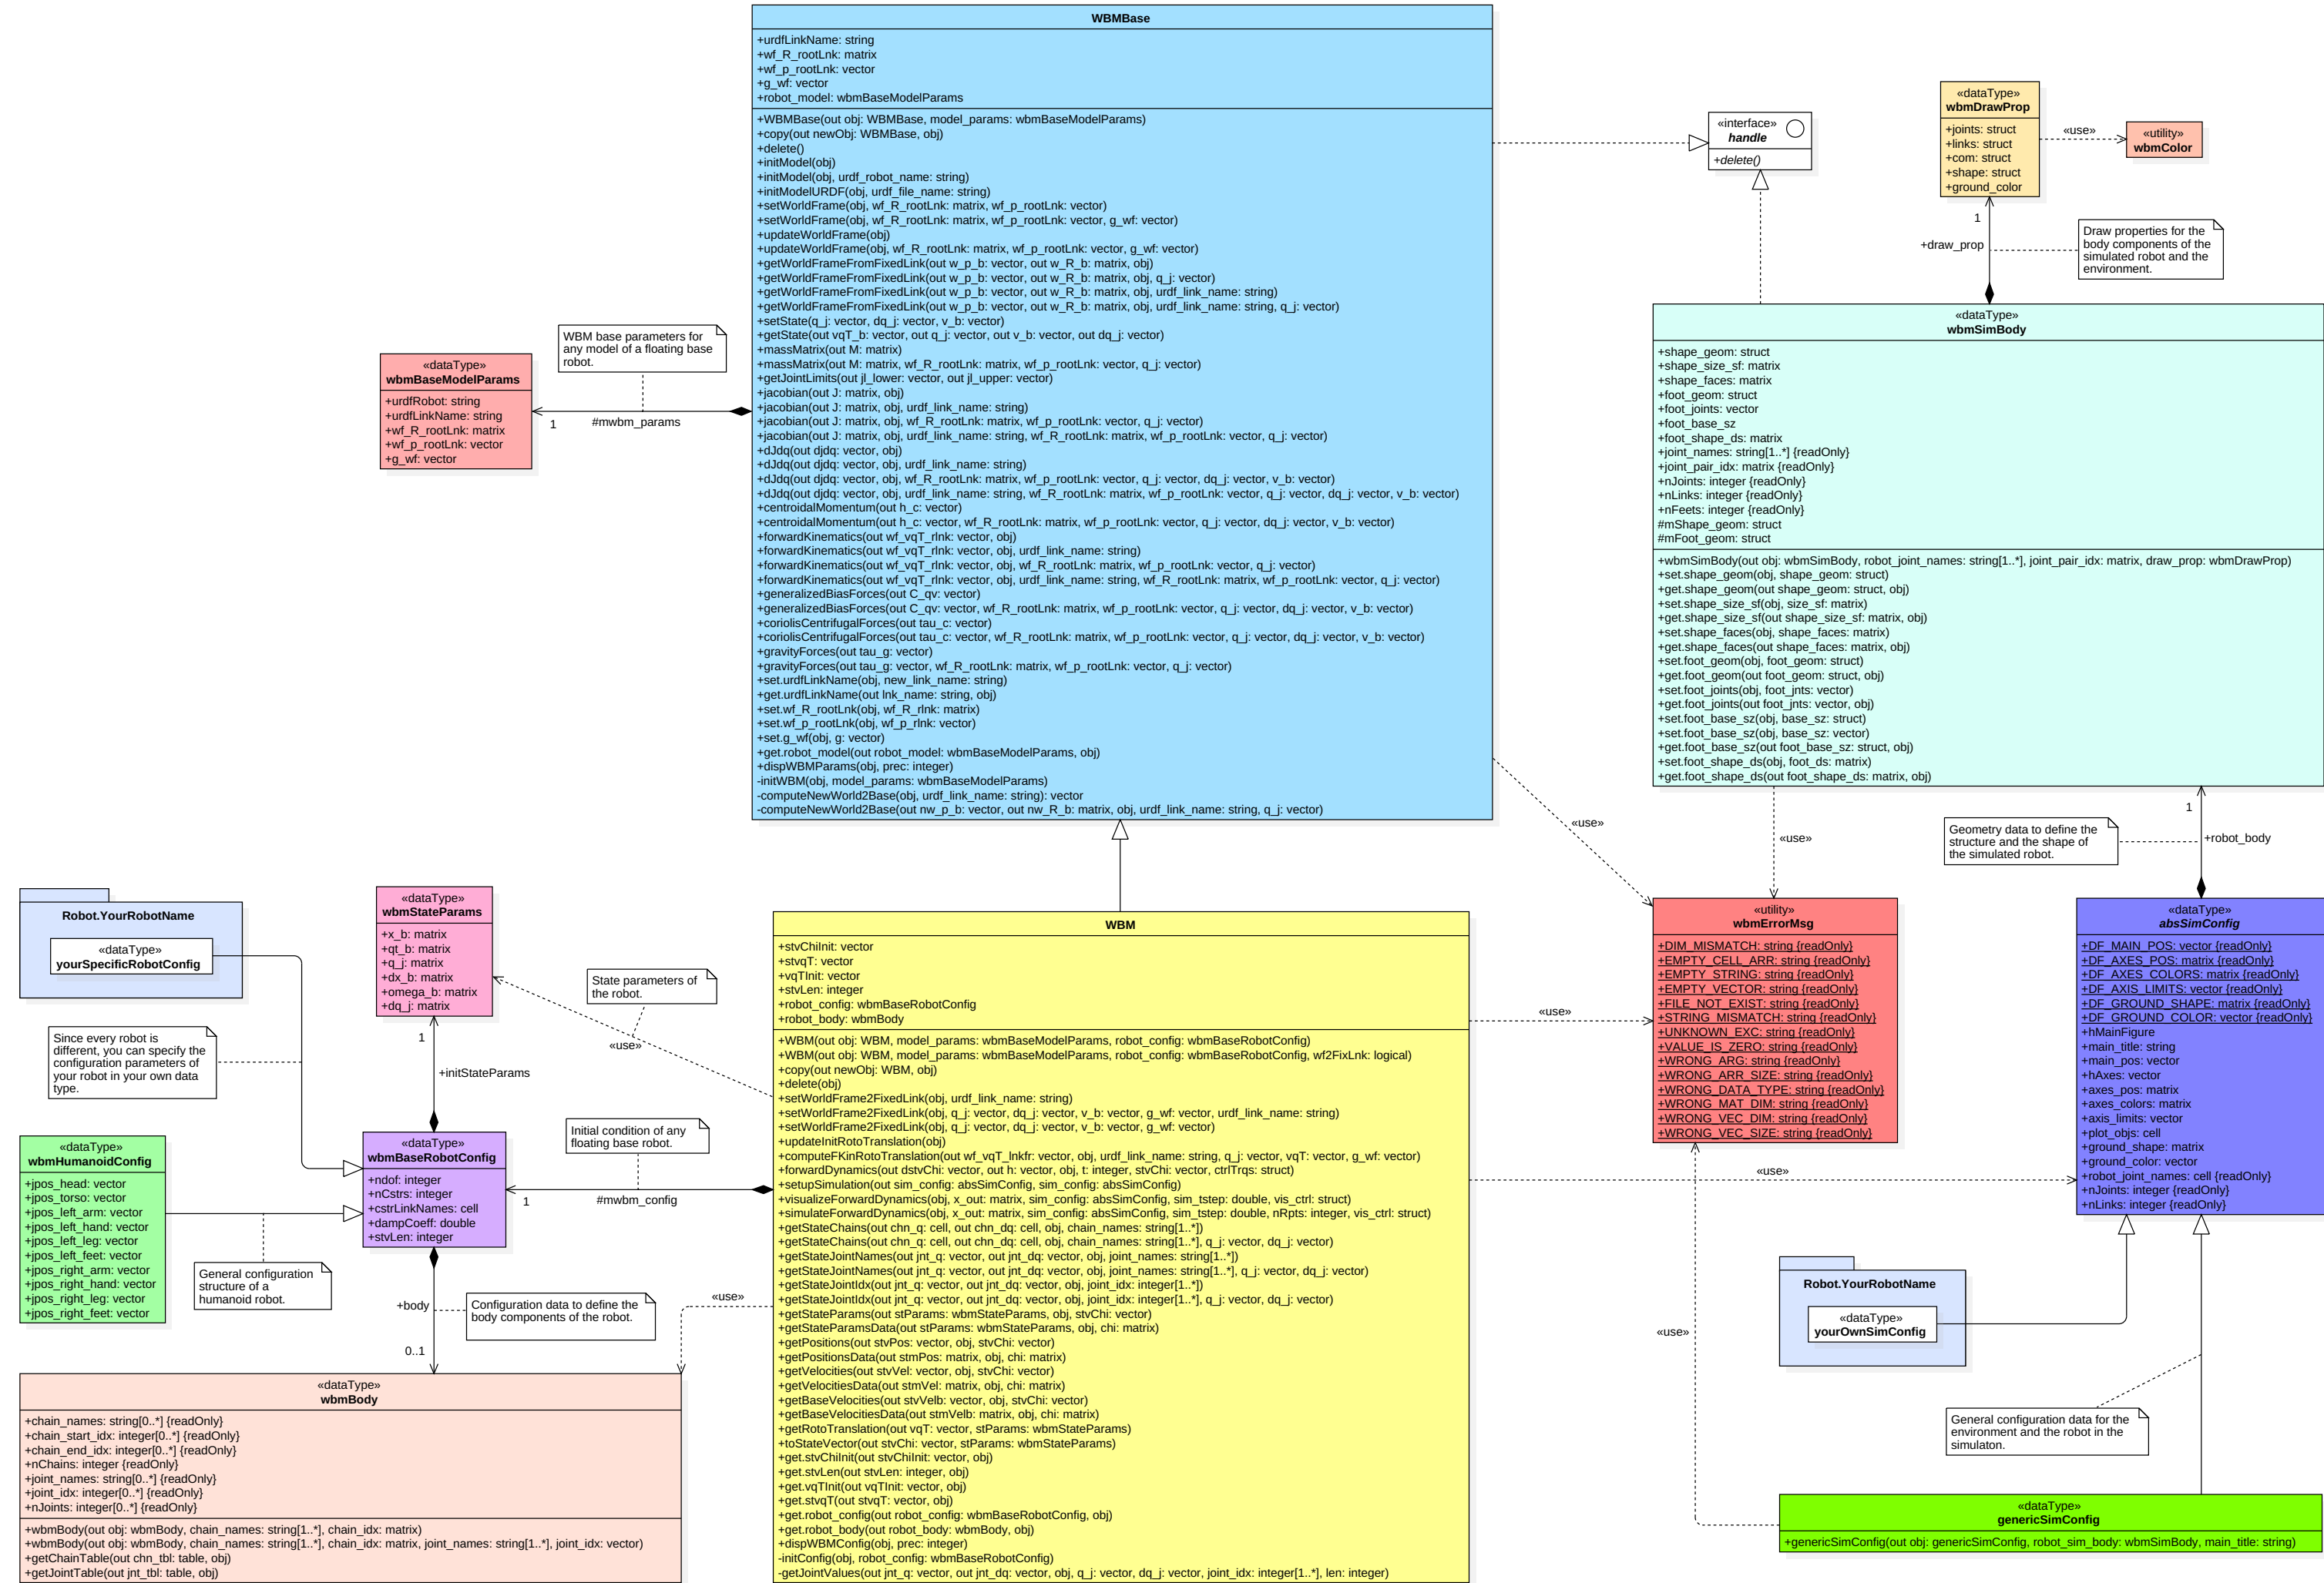 WBMBase
+urdfLinkName: string
+wf_R_rootLnk: matrix
+wf_p_rootLnk: vector
+g_wf: vector
+robot_model: wbmBaseModelParams
+WBMBase(out obj: WBMBase, model_params: wbmBaseModelParams)
+copy(out newObj: WBMBase, obj)
+delete()
+initModel(obj)
+initModel(obj, urdf_robot_name: string)
+initModelURDF(obj, urdf_file_name: string)
+setWorldFrame(obj, wf_R_rootLnk: matrix, wf_p_rootLnk: vector)
+setWorldFrame(obj, wf_R_rootLnk: matrix, wf_p_rootLnk: vector, g_wf: vector)
+updateWorldFrame(obj)
+updateWorldFrame(obj, wf_R_rootLnk: matrix, wf_p_rootLnk: vector, g_wf: vector)
+getWorldFrameFromFixedLink(out w_p_b: vector, out w_R_b: matrix, obj)
+getWorldFrameFromFixedLink(out w_p_b: vector, out w_R_b: matrix, obj, q_j: vector)
+getWorldFrameFromFixedLink(out w_p_b: vector, out w_R_b: matrix, obj, urdf_link_name: string)
+getWorldFrameFromFixedLink(out w_p_b: vector, out w_R_b: matrix, obj, urdf_link_name: string, q_j: vector)
+setState(q_j: vector, dq_j: vector, v_b: vector)
+getState(out vqT_b: vector, out q_j: vector, out v_b: vector, out dq_j: vector)
+massMatrix(out M: matrix)
+massMatrix(out M: matrix, wf_R_rootLnk: matrix, wf_p_rootLnk: vector, q_j: vector)
+getJointLimits(out jl_lower: vector, out jl_upper: vector)
+jacobian(out J: matrix, obj)
+jacobian(out J: matrix, obj, urdf_link_name: string)
+jacobian(out J: matrix, obj, wf_R_rootLnk: matrix, wf_p_rootLnk: vector, q_j: vector)
+jacobian(out J: matrix, obj, urdf_link_name: string, wf_R_rootLnk: matrix, wf_p_rootLnk: vector, q_j: vector)
+dJdq(out djdq: vector, obj)
+dJdq(out djdq: vector, obj, urdf_link_name: string)
+dJdq(out djdq: vector, obj, wf_R_rootLnk: matrix, wf_p_rootLnk: vector, q_j: vector, dq_j: vector, v_b: vector)
+dJdq(out djdq: vector, obj, urdf_link_name: string, wf_R_rootLnk: matrix, wf_p_rootLnk: vector, q_j: vector, dq_j: vector, v_b: vector)
+centroidalMomentum(out h_c: vector)
+centroidalMomentum(out h_c: vector, wf_R_rootLnk: matrix, wf_p_rootLnk: vector, q_j: vector, dq_j: vector, v_b: vector)
+forwardKinematics(out wf_vqT_rlnk: vector, obj)
+forwardKinematics(out wf_vqT_rlnk: vector, obj, urdf_link_name: string)
+forwardKinematics(out wf_vqT_rlnk: vector, obj, wf_R_rootLnk: matrix, wf_p_rootLnk: vector, q_j: vector)
+forwardKinematics(out wf_vqT_rlnk: vector, obj, urdf_link_name: string, wf_R_rootLnk: matrix, wf_p_rootLnk: vector, q_j: vector)
+generalizedBiasForces(out C_qv: vector)
+generalizedBiasForces(out C_qv: vector, wf_R_rootLnk: matrix, wf_p_rootLnk: vector, q_j: vector, dq_j: vector, v_b: vector)
+coriolisCentrifugalForces(out tau_c: vector)
+coriolisCentrifugalForces(out tau_c: vector, wf_R_rootLnk: matrix, wf_p_rootLnk: vector, q_j: vector, dq_j: vector, v_b: vector)
+gravityForces(out tau_g: vector)
+gravityForces(out tau_g: vector, wf_R_rootLnk: matrix, wf_p_rootLnk: vector, q_j: vector)
+set.urdfLinkName(obj, new_link_name: string)
+get.urdfLinkName(out lnk_name: string, obj)
+set.wf_R_rootLnk(obj, wf_R_rlnk: matrix)
+set.wf_p_rootLnk(obj, wf_p_rlnk: vector)
+set.g_wf(obj, g: vector)
+get.robot_model(out robot_model: wbmBaseModelParams, obj)
+dispWBMParams(obj, prec: integer)
-initWBM(obj, model_params: wbmBaseModelParams)
-computeNewWorld2Base(obj, urdf_link_name: string): vector
-computeNewWorld2Base(out nw_p_b: vector, out nw_R_b: matrix, obj, urdf_link_name: string, q_j: vector)
«interface»
handle
+delete()
«dataType»
wbmDrawProp
+joints: struct
+links: struct
+com: struct
+shape: struct
+ground_color
«use»
«utility»
wbmColor
1
+draw_prop
Draw properties for the
body components of the
simulated robot and the
environment.
«dataType»
wbmSimBody
+shape_geom: struct
+shape_size_sf: matrix
+shape_faces: matrix
+foot_geom: struct
+foot_joints: vector
+foot_base_sz
+foot_shape_ds: matrix
+joint_names: string[1..*] {readOnly}
+joint_pair_idx: matrix {readOnly}
+nJoints: integer {readOnly}
+nLinks: integer {readOnly}
+nFeets: integer {readOnly}
#mShape_geom: struct
#mFoot_geom: struct
+wbmSimBody(out obj: wbmSimBody, robot_joint_names: string[1..*], joint_pair_idx: matrix, draw_prop: wbmDrawProp)
+set.shape_geom(obj, shape_geom: struct)
+get.shape_geom(out shape_geom: struct, obj)
+set.shape_size_sf(obj, size_sf: matrix)
+get.shape_size_sf(out shape_size_sf: matrix, obj)
+set.shape_faces(obj, shape_faces: matrix)
+get.shape_faces(out shape_faces: matrix, obj)
+set.foot_geom(obj, foot_geom: struct)
+get.foot_geom(out foot_geom: struct, obj)
+set.foot_joints(obj, foot_jnts: vector)
+get.foot_joints(out foot_jnts: vector, obj)
+set.foot_base_sz(obj, base_sz: struct)
+set.foot_base_sz(obj, base_sz: vector)
+get.foot_base_sz(out foot_base_sz: struct, obj)
+set.foot_shape_ds(obj, foot_ds: matrix)
+get.foot_shape_ds(out foot_shape_ds: matrix, obj)
WBM base parameters for
any model of a floating base
robot.
«dataType»
wbmBaseModelParams
+urdfRobot: string
+urdfLinkName: string
+wf_R_rootLnk: matrix
+wf_p_rootLnk: vector
+g_wf: vector
1
#mwbm_params
«use»
«use»
1
+robot_body
Geometry data to define the
structure and the shape of
the simulated robot.
Robot.YourRobotName
«dataType»
yourSpecificRobotConfig
Since every robot is
different, you can specify the
configuration parameters of
your robot in your own data
type.
«dataType»
wbmStateParams
+x_b: matrix
+qt_b: matrix
+q_j: matrix
+dx_b: matrix
+omega_b: matrix
+dq_j: matrix
1
+initStateParams
State parameters of
the robot.
«use»
«dataType»
wbmHumanoidConfig
+jpos_head: vector
+jpos_torso: vector
+jpos_left_arm: vector
+jpos_left_hand: vector
+jpos_left_leg: vector
+jpos_left_feet: vector
+jpos_right_arm: vector
+jpos_right_hand: vector
+jpos_right_leg: vector
+jpos_right_feet: vector
General configuration
structure of a
humanoid robot.
«dataType»
wbmBaseRobotConfig
+ndof: integer
+nCstrs: integer
+cstrLinkNames: cell
+dampCoeff: double
+stvLen: integer
Initial condition of any
floating base robot.
1
#mwbm_config
+body
0..1
Configuration data to define the
body components of the robot.
«use»
«dataType»
wbmBody
+chain_names: string[0..*] {readOnly}
+chain_start_idx: integer[0..*] {readOnly}
+chain_end_idx: integer[0..*] {readOnly}
+nChains: integer {readOnly}
+joint_names: string[0..*] {readOnly}
+joint_idx: integer[0..*] {readOnly}
+nJoints: integer[0..*] {readOnly}
+wbmBody(out obj: wbmBody, chain_names: string[1..*], chain_idx: matrix)
+wbmBody(out obj: wbmBody, chain_names: string[1..*], chain_idx: matrix, joint_names: string[1..*], joint_idx: vector)
+getChainTable(out chn_tbl: table, obj)
+getJointTable(out jnt_tbl: table, obj)
WBM
+stvChiInit: vector
+stvqT: vector
+vqTInit: vector
+stvLen: integer
+robot_config: wbmBaseRobotConfig
+robot_body: wbmBody
+WBM(out obj: WBM, model_params: wbmBaseModelParams, robot_config: wbmBaseRobotConfig)
+WBM(out obj: WBM, model_params: wbmBaseModelParams, robot_config: wbmBaseRobotConfig, wf2FixLnk: logical)
+copy(out newObj: WBM, obj)
+delete(obj)
+setWorldFrame2FixedLink(obj, urdf_link_name: string)
+setWorldFrame2FixedLink(obj, q_j: vector, dq_j: vector, v_b: vector, g_wf: vector, urdf_link_name: string)
+setWorldFrame2FixedLink(obj, q_j: vector, dq_j: vector, v_b: vector, g_wf: vector)
+updateInitRotoTranslation(obj)
+computeFKinRotoTranslation(out wf_vqT_lnkfr: vector, obj, urdf_link_name: string, q_j: vector, vqT: vector, g_wf: vector)
+forwardDynamics(out dstvChi: vector, out h: vector, obj, t: integer, stvChi: vector, ctrlTrqs: struct)
+setupSimulation(out sim_config: absSimConfig, sim_config: absSimConfig)
+visualizeForwardDynamics(obj, x_out: matrix, sim_config: absSimConfig, sim_tstep: double, vis_ctrl: struct)
+simulateForwardDynamics(obj, x_out: matrix, sim_config: absSimConfig, sim_tstep: double, nRpts: integer, vis_ctrl: struct)
+getStateChains(out chn_q: cell, out chn_dq: cell, obj, chain_names: string[1..*])
+getStateChains(out chn_q: cell, out chn_dq: cell, obj, chain_names: string[1..*], q_j: vector, dq_j: vector)
+getStateJointNames(out jnt_q: vector, out jnt_dq: vector, obj, joint_names: string[1..*])
+getStateJointNames(out jnt_q: vector, out jnt_dq: vector, obj, joint_names: string[1..*], q_j: vector, dq_j: vector)
+getStateJointIdx(out jnt_q: vector, out jnt_dq: vector, obj, joint_idx: integer[1..*])
+getStateJointIdx(out jnt_q: vector, out jnt_dq: vector, obj, joint_idx: integer[1..*], q_j: vector, dq_j: vector)
+getStateParams(out stParams: wbmStateParams, obj, stvChi: vector)
+getStateParamsData(out stParams: wbmStateParams, obj, chi: matrix)
+getPositions(out stvPos: vector, obj, stvChi: vector)
+getPositionsData(out stmPos: matrix, obj, chi: matrix)
+getVelocities(out stvVel: vector, obj, stvChi: vector)
+getVelocitiesData(out stmVel: matrix, obj, chi: matrix)
+getBaseVelocities(out stvVelb: vector, obj, stvChi: vector)
+getBaseVelocitiesData(out stmVelb: matrix, obj, chi: matrix)
+getRotoTranslation(out vqT: vector, stParams: wbmStateParams)
+toStateVector(out stvChi: vector, stParams: wbmStateParams)
+get.stvChiInit(out stvChiInit: vector, obj)
+get.stvLen(out stvLen: integer, obj)
+get.vqTInit(out vqTInit: vector, obj)
+get.stvqT(out stvqT: vector, obj)
+get.robot_config(out robot_config: wbmBaseRobotConfig, obj)
+get.robot_body(out robot_body: wbmBody, obj)
+dispWBMConfig(obj, prec: integer)
-initConfig(obj, robot_config: wbmBaseRobotConfig)
-getJointValues(out jnt_q: vector, out jnt_dq: vector, obj, q_j: vector, dq_j: vector, joint_idx: integer[1..*], len: integer)
«use»
«use»
«use»
«utility»
wbmErrorMsg
+DIM_MISMATCH: string {readOnly}
+EMPTY_CELL_ARR: string {readOnly}
+EMPTY_STRING: string {readOnly}
+EMPTY_VECTOR: string {readOnly}
+FILE_NOT_EXIST: string {readOnly}
+STRING_MISMATCH: string {readOnly}
+UNKNOWN_EXC: string {readOnly}
+VALUE_IS_ZERO: string {readOnly}
+WRONG_ARG: string {readOnly}
+WRONG_ARR_SIZE: string {readOnly}
+WRONG_DATA_TYPE: string {readOnly}
+WRONG_MAT_DIM: string {readOnly}
+WRONG_VEC_DIM: string {readOnly}
+WRONG_VEC_SIZE: string {readOnly}
«dataType»
absSimConfig
+DF_MAIN_POS: vector {readOnly}
+DF_AXES_POS: matrix {readOnly}
+DF_AXES_COLORS: matrix {readOnly}
+DF_AXIS_LIMITS: vector {readOnly}
+DF_GROUND_SHAPE: matrix {readOnly}
+DF_GROUND_COLOR: vector {readOnly}
+hMainFigure
+main_title: string
+main_pos: vector
+hAxes: vector
+axes_pos: matrix
+axes_colors: matrix
+axis_limits: vector
+plot_objs: cell
+ground_shape: matrix
+ground_color: vector
+robot_joint_names: cell {readOnly}
+nJoints: integer {readOnly}
+nLinks: integer {readOnly}
Robot.YourRobotName
«dataType»
yourOwnSimConfig
General configuration data for the
environment and the robot in the
simulaton.
«dataType»
genericSimConfig
+genericSimConfig(out obj: genericSimConfig, robot_sim_body: wbmSimBody, main_title: string)